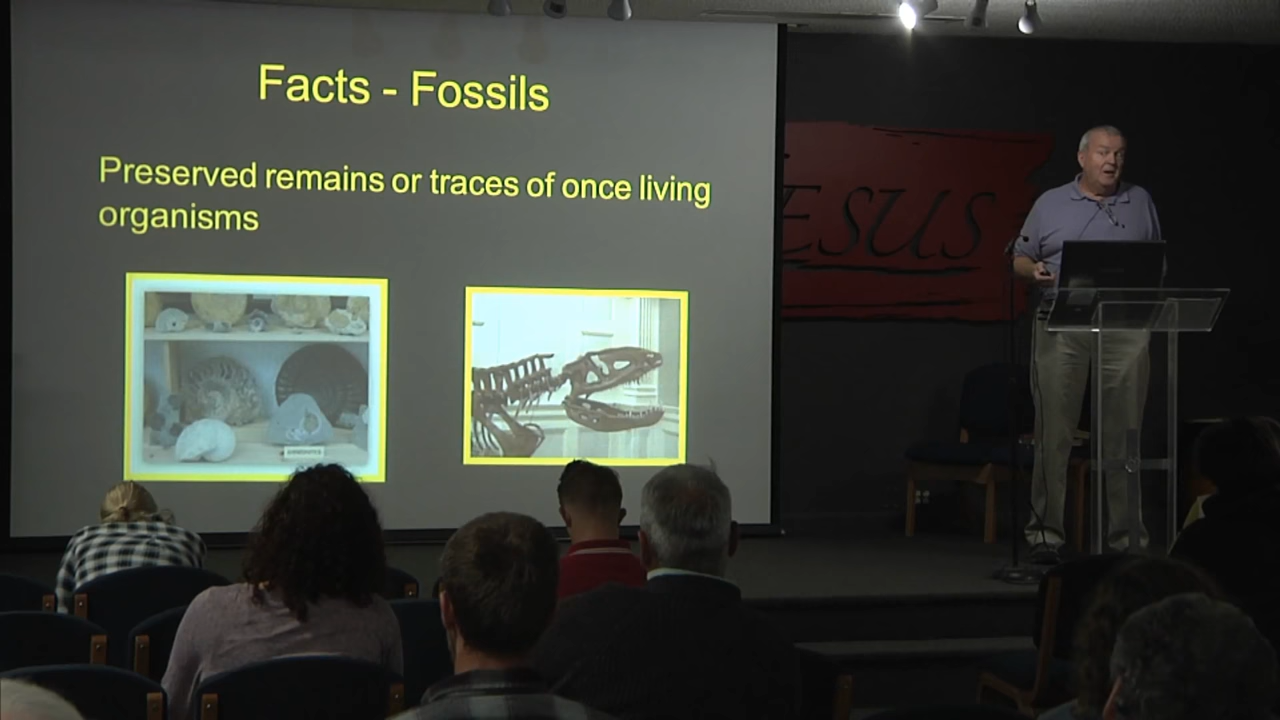 Facts - Fossils
Preserved remains or traces of once living
organisms
ESUS